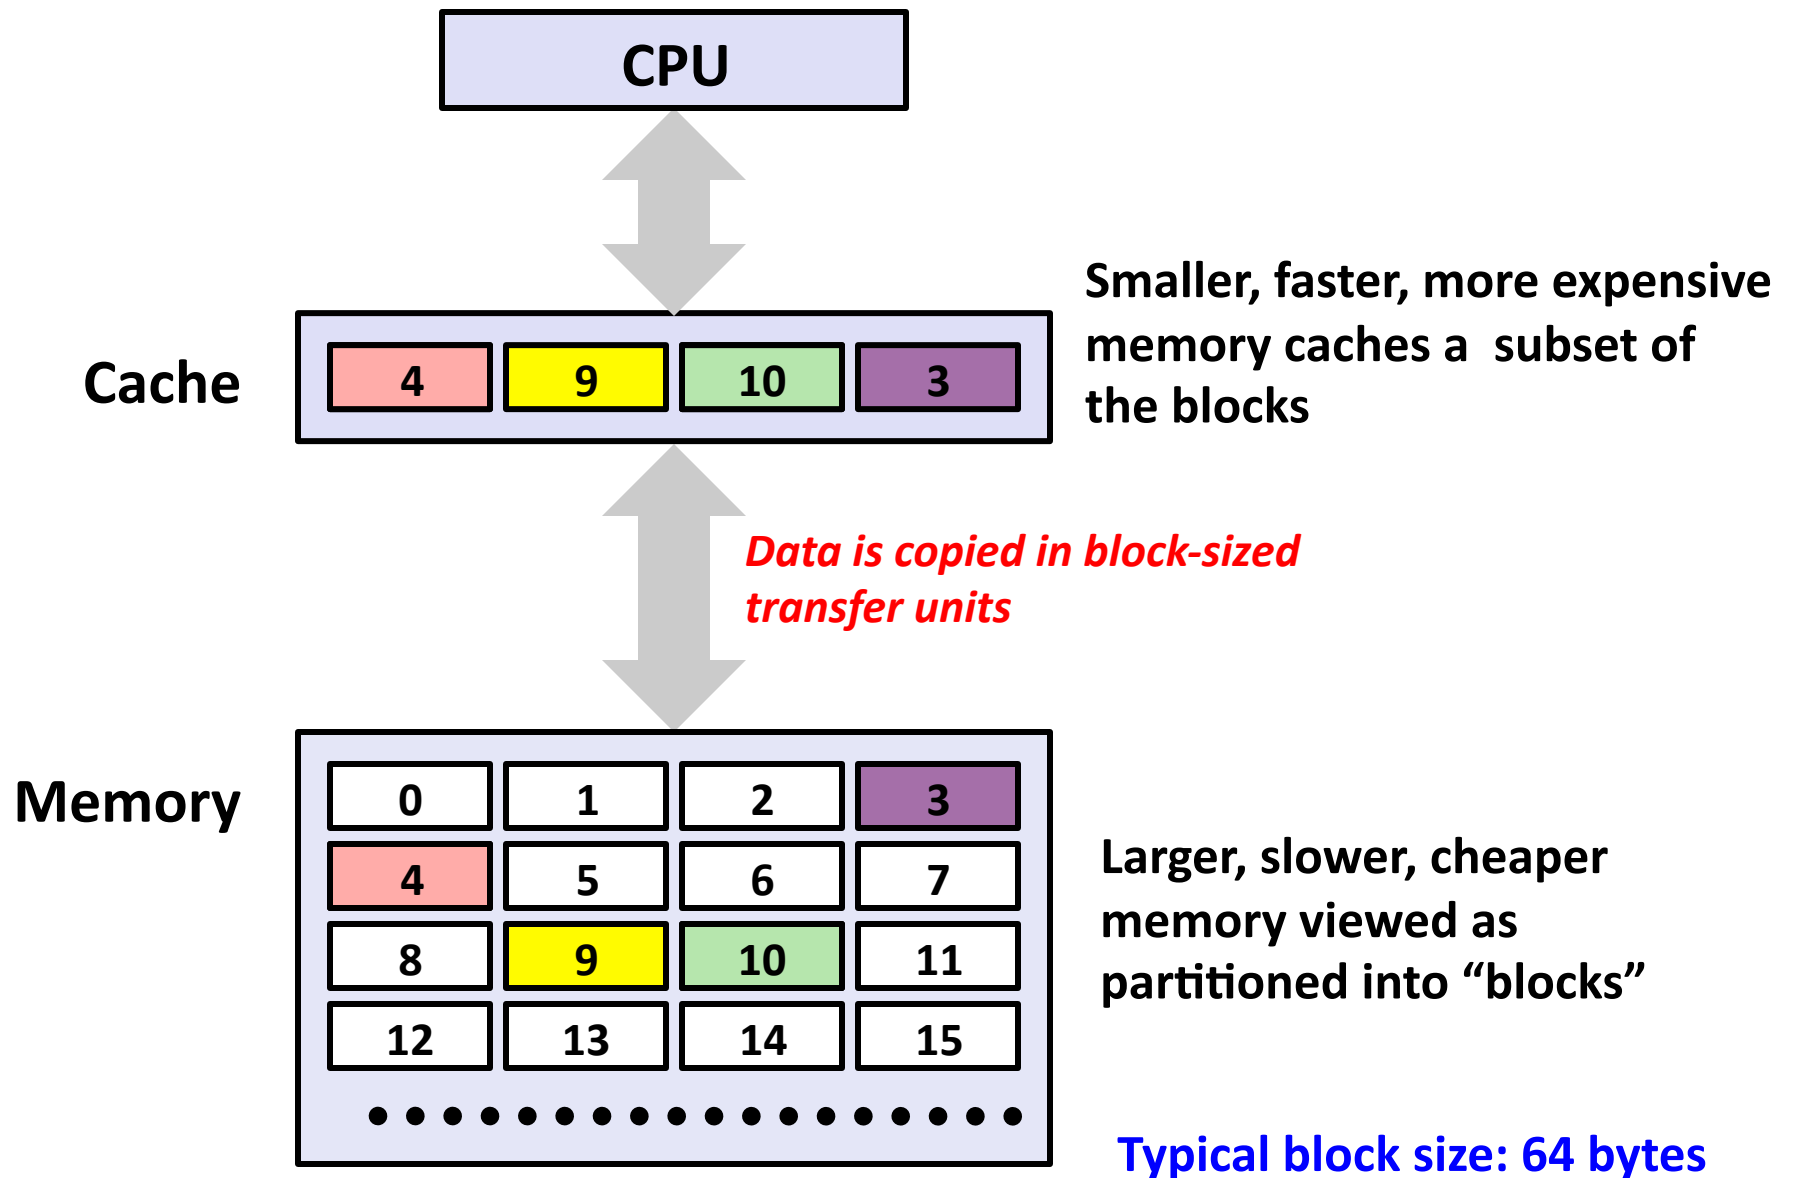 CPU
Smaller, faster, more expensive
memory caches a subset of
the blocks
Cache
4 9 10 3
Data is copied in block-sized
transfer units
Memory
0 1 2 3
4 5 6 7
8 9 10 11
12 13 14 15
Larger, slower, cheaper
memory viewed as
partitioned into “blocks”
Typical block size: 64 bytes